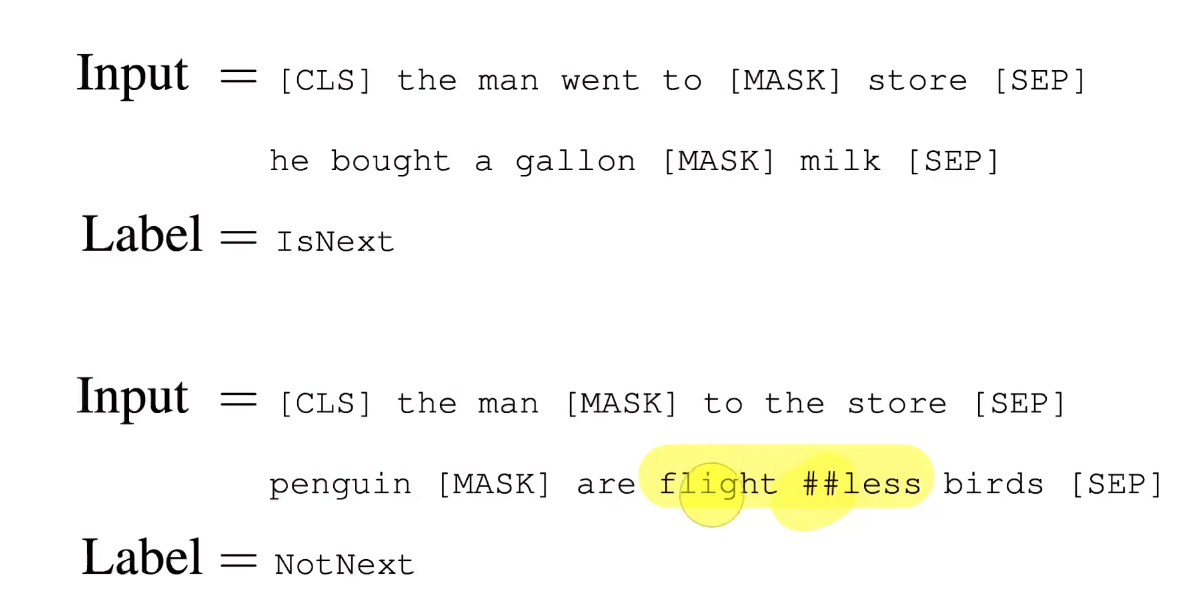 Input = [CLS] the man went to [MASK] store [SEP]
he bought a gallon [MASK] milk [SEP]
Label = IsNext
Input = [CLS] the man [MASK] to the store [SEP]
penguin [MASK] are flight ##less birds [SEP]
Label = NotNext